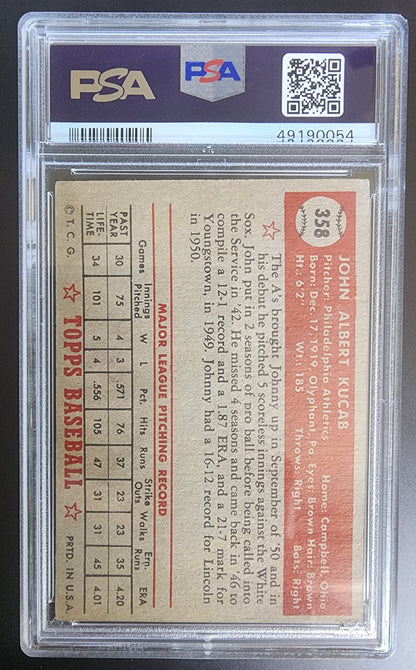 PSA
PSA
49190054
358
JOHN ALBERT KUCAB
Pitcher: Philadelphia Athletics Home: Campbell, Ohio
Born: Dec. 17, 1919, Olyphant, Pa. Eyes: Brown Hair: Brown
Ht.: 6'2" Wt.: 185 Throws: Right Bats: Right
The A's brought Johnny up in September of '50 and in
his debut he pitched 5 scoreless innings against the White
Sox. John put in 2 seasons of pro ball before being called into
the Service in '42. He missed 4 seasons and came back in '46 to
compile a 12-1 record and a 1.87 ERA, and a 21-7 mark for
Youngstown, in 1949. Johnny had a 16-12 record for Lincoln
in 1950.
MAJOR LEAGUE PITCHING RECORD
Games Innings Pitched W L Pct. Hits Runs Strike Outs Walks Ern. Runs ERA
PAST YEAR 30 75 4 3 .571 76 37 23 23 35 4.20
LIFE-TIME 34 101 5 4 .556 105 47 31 31 45 4.01
© T. C. G. TOPPS BASEBALL PRTD. IN U.S.A.